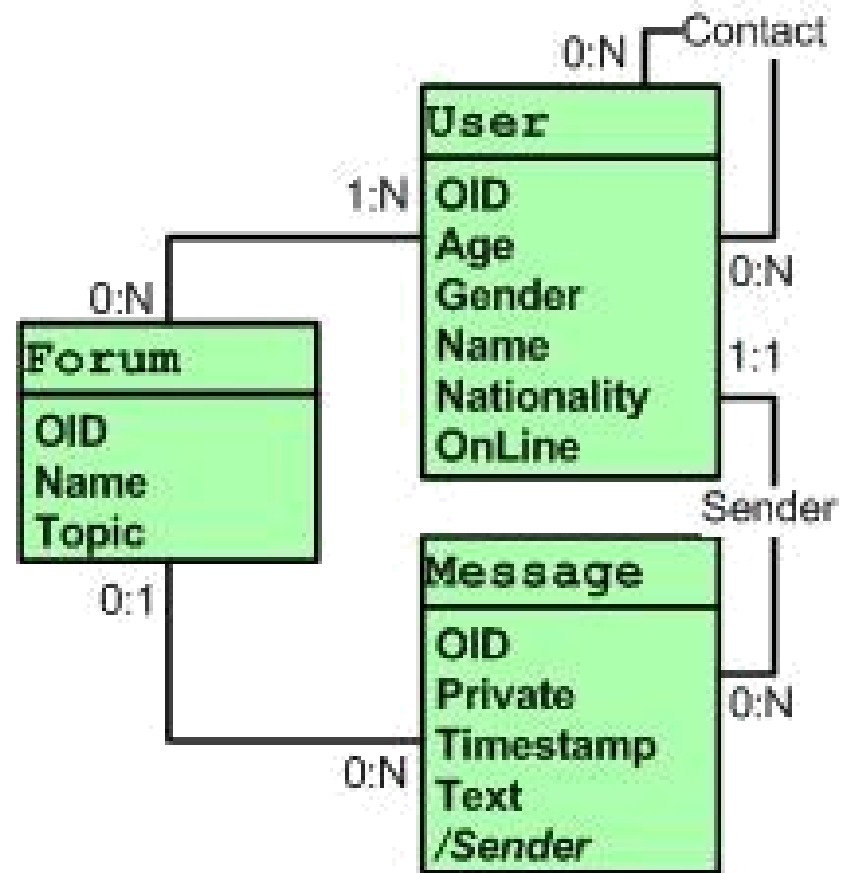 Contact
0:N
User
1:N
OID
Age
0:N
Gender
0:N
Forum
Name
1:1
Nationality
OID
OnLine
Name
Topic
Sender
Message
0:1
OID
Private
0:N
Timestamp
0:N
Text
/Sender